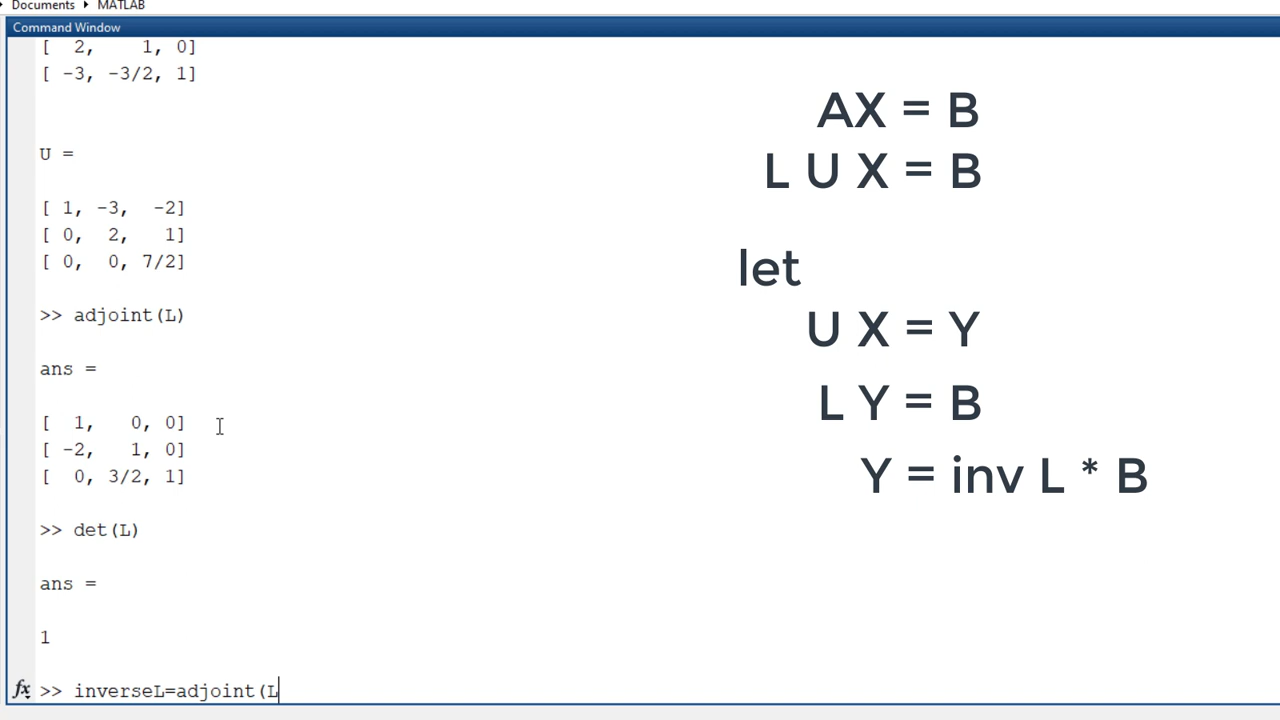 Documents ▸ MATLAB
Command Window
[ 2, 1, 0]
[ -3, -3/2, 1]
U =
[ 1, -3, -2]
[ 0, 2, 1]
[ 0, 0, 7/2]
>> adjoint(L)
ans =
[ 1, 0, 0]
[ -2, 1, 0]
[ 0, 3/2, 1]
>> det(L)
ans =
1
fx >> inverseL=adjoint(L
AX = B
L U X = B
let
U X = Y
L Y = B
Y = inv L * B